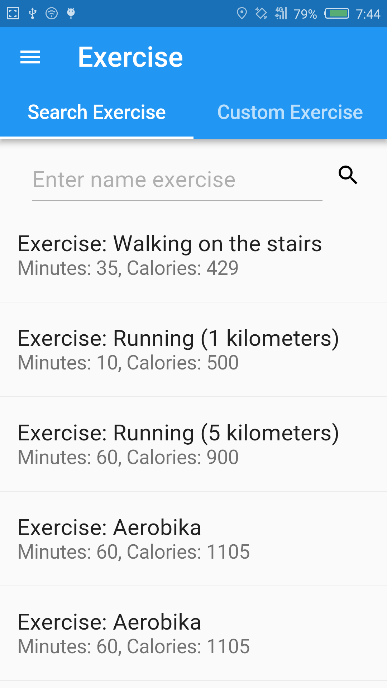 79% 7:44
Exercise
Search Exercise Custom Exercise
Enter name exercise
Exercise: Walking on the stairs
Minutes: 35, Calories: 429
Exercise: Running (1 kilometers)
Minutes: 10, Calories: 500
Exercise: Running (5 kilometers)
Minutes: 60, Calories: 900
Exercise: Aerobika
Minutes: 60, Calories: 1105
Exercise: Aerobika
Minutes: 60, Calories: 1105